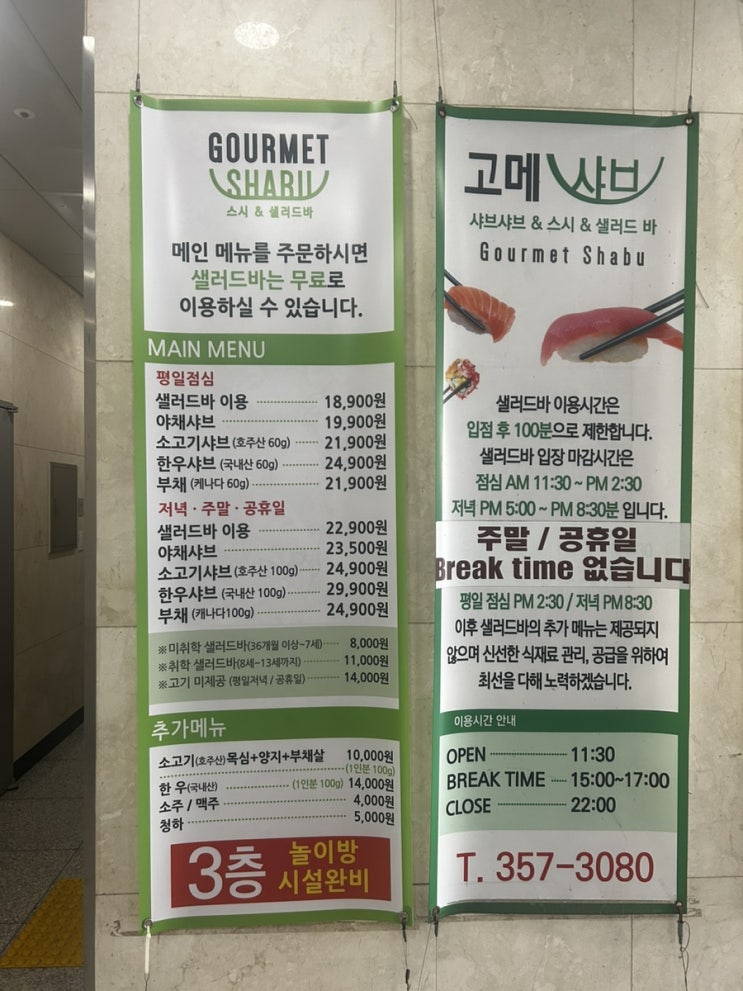 GOURMET
SHABU
스시 & 샐러드바
메인 메뉴를 주문하시면
샐러드바는 무료로
이용하실 수 있습니다.
MAIN MENU
평일점심
샐러드바 이용 18,900원
야채샤브 19,900원
소고기샤브 (호주산 60g) 21,900원
한우샤브 (국내산 60g) 24,900원
부채 (케나다 60g) 21,900원
저녁 · 주말 · 공휴일
샐러드바 이용 22,900원
야채샤브 23,500원
소고기샤브 (호주산 100g) 24,900원
한우샤브 (국내산 100g) 29,900원
부채 (캐나다100g) 24,900원
※미취학 샐러드바(36개월 이상~7세) 8,000원
※취학 샐러드바(8세~13세까지) 11,000원
※고기 미제공 (평일저녁 / 공휴일) 14,000원
추가메뉴
소고기(호주산)목심+양지+부채살 10,000원
(1인분 100g)
한 우(국내산) (1인분 100g) 14,000원
소주 / 맥주 4,000원
청하 5,000원
3층 놀이방
시설완비
고메 샤브
샤브샤브 & 스시 & 샐러드 바
Gourmet Shabu
샐러드바 이용시간은
입점 후 100분으로 제한합니다.
샐러드바 입장 마감시간은
점심 AM 11:30 ~ PM 2:30
저녁 PM 5:00 ~ PM 8:30분 입니다.
주말 / 공휴일
Break time 없습니다
평일 점심 PM 2:30 / 저녁 PM 8:30
이후 샐러드바의 추가 메뉴는 제공되지
않으며 신선한 식재료 관리, 공급을 위하여
최선을 다해 노력하겠습니다.
이용시간 안내
OPEN 11:30
BREAK TIME 15:00~17:00
CLOSE 22:00
T. 357-3080